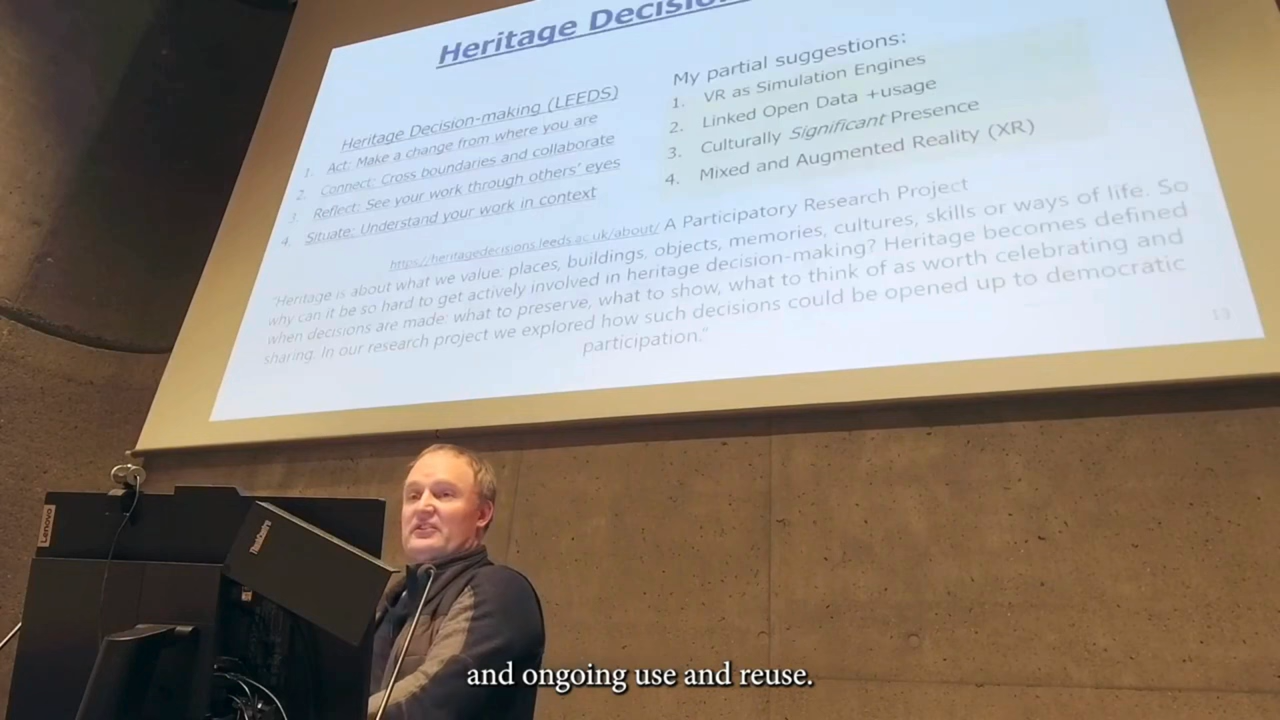 Heritage Decision
Heritage Decision-making (LEEDS)
1. Act: Make a change from where you are
2. Connect: Cross boundaries and collaborate
3. Reflect: See your work through others' eyes
4. Situate: Understand your work in context
My partial suggestions:
1. VR as Simulation Engines
2. Linked Open Data +usage
3. Culturally Significant Presence
4. Mixed and Augmented Reality (XR)
https://heritagedecisions.leeds.ac.uk/about/ A Participatory Research Project
"Heritage is about what we value: places, buildings, objects, memories, cultures, skills or ways of life. So
why can it be so hard to get actively involved in heritage decision-making? Heritage becomes defined
when decisions are made: what to preserve, what to show, what to think of as worth celebrating and
sharing. In our research project we explored how such decisions could be opened up to democratic
participation."
13
Lenovo
ThinkCentre
and ongoing use and reuse.